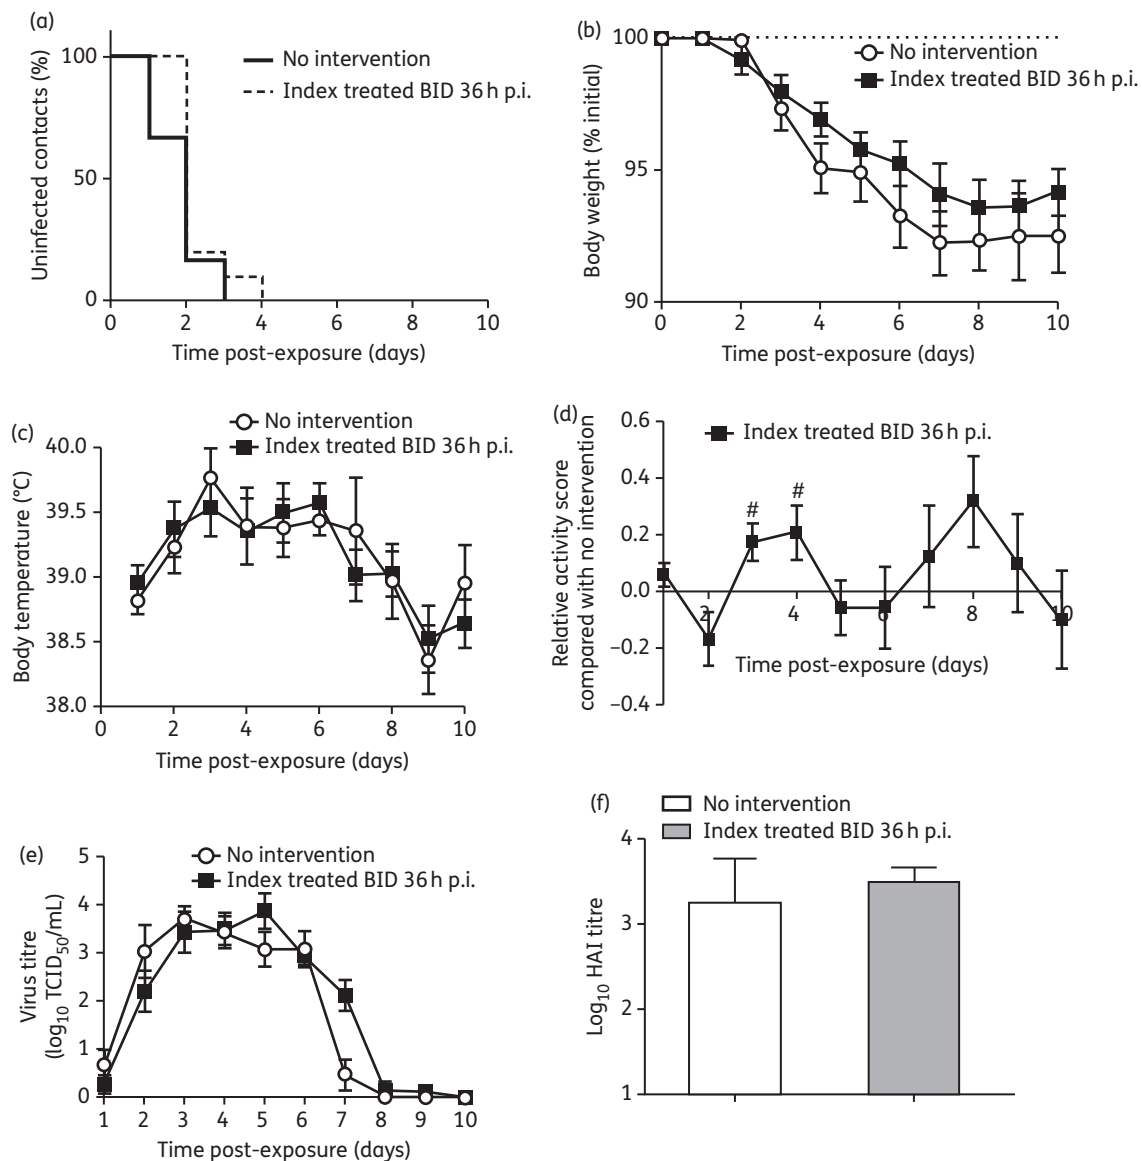 (a)
No intervention
Index treated BID 36 h p.i.
Uninfected contacts (%)
100
50
0
0 2 4 6 8 10
Time post-exposure (days)
(b)
No intervention
Index treated BID 36 h p.i.
Body weight (% initial)
100
95
90
0 2 4 6 8 10
Time post-exposure (days)
(c)
No intervention
Index treated BID 36 h p.i.
Body temperature (°C)
40.0
39.5
39.0
38.5
38.0
0 2 4 6 8 10
Time post-exposure (days)
(d)
Index treated BID 36 h p.i.
Relative activity score
compared with no intervention
0.6
0.4
0.2
0.0
−0.2
−0.4
# #
2 4 6 8 10
Time post-exposure (days)
(e)
No intervention
Index treated BID 36 h p.i.
Virus titre
(log10 TCID50/mL)
5
4
3
2
1
0
1 2 3 4 5 6 7 8 9 10
Time post-exposure (days)
(f)
No intervention
Index treated BID 36 h p.i.
Log10 HAI titre
4
3
2
1